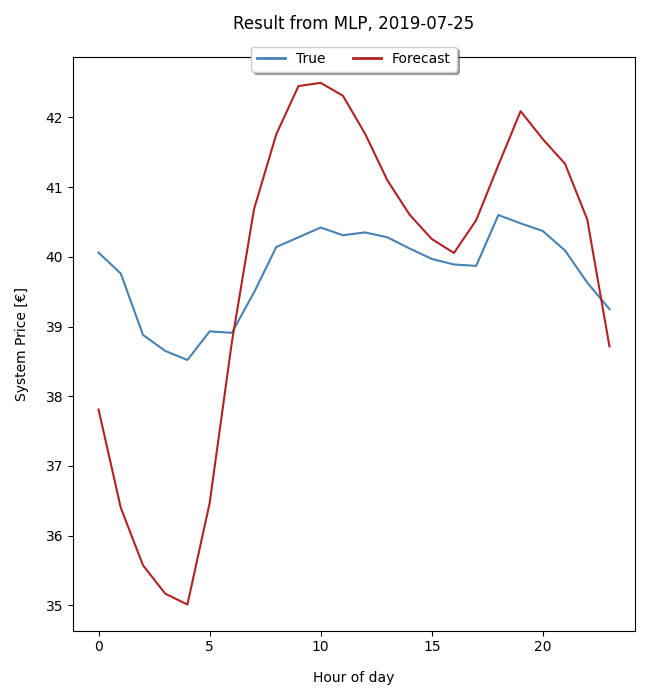 Result from MLP, 2019-07-25
True Forecast
42
41
40
39
38
37
36
35
System Price [€]
0 5 10 15 20
Hour of day